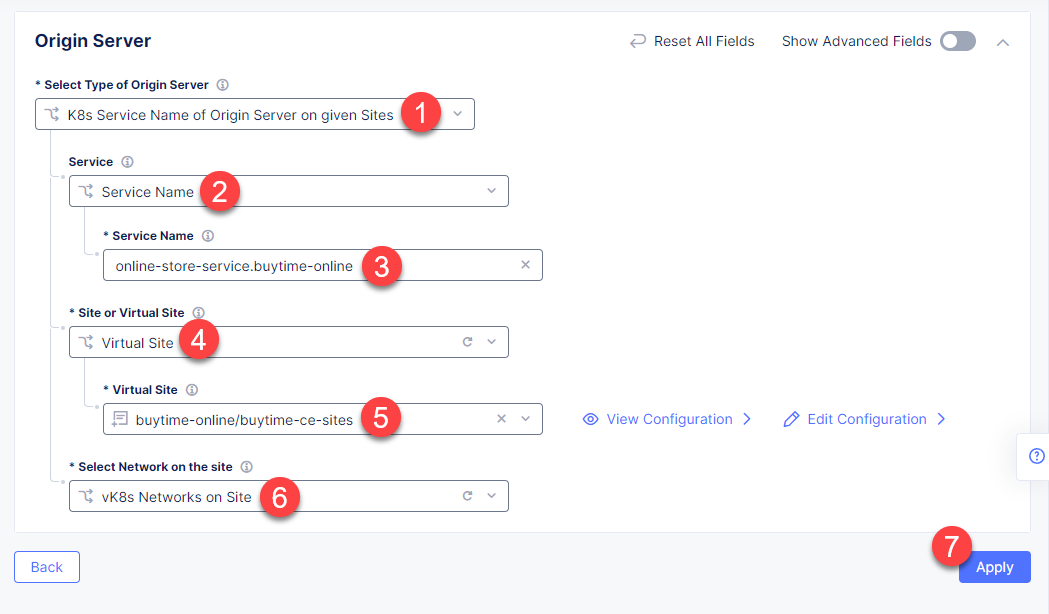 Origin Server
Reset All Fields
Show Advanced Fields
* Select Type of Origin Server
K8s Service Name of Origin Server on given Sites
1
Service
Service Name
2
* Service Name
online-store-service.buytime-online
3
* Site or Virtual Site
Virtual Site
4
* Virtual Site
buytime-online/buytime-ce-sites
5
View Configuration
Edit Configuration
* Select Network on the site
vK8s Networks on Site
6
7
Back
Apply